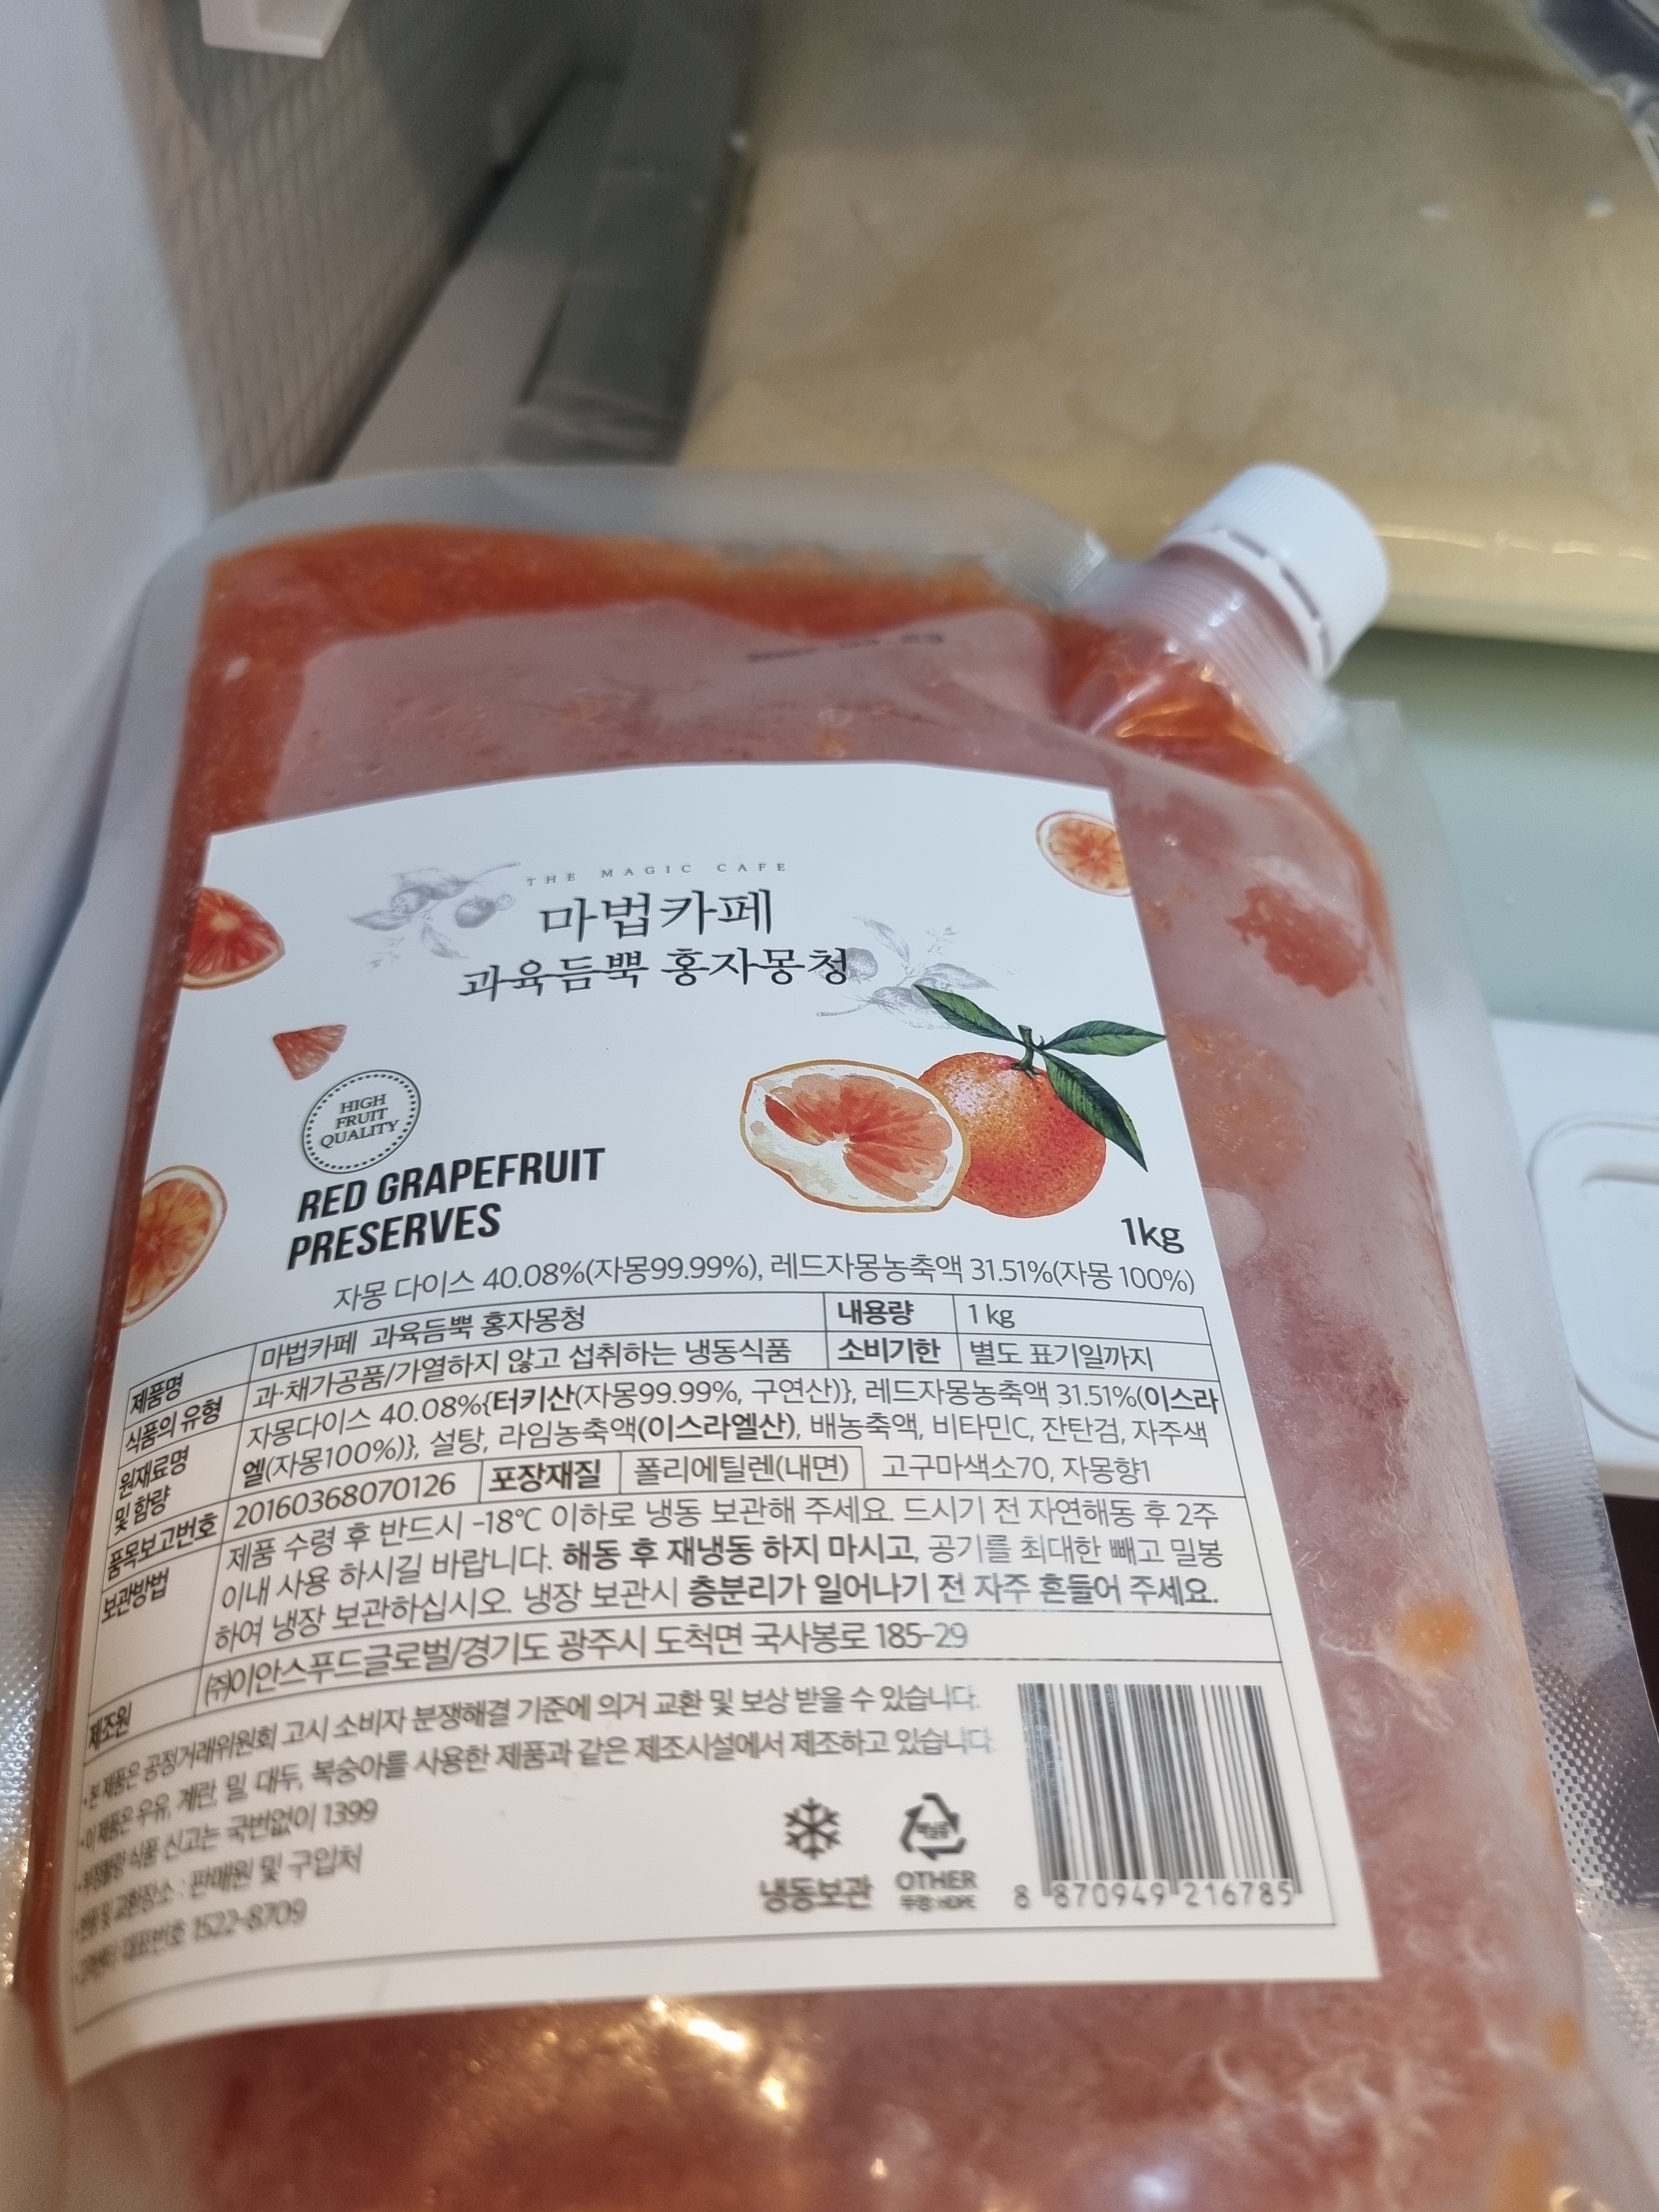 THE MAGIC CAFE
마법카페
과육듬뿍 홍자몽청
HIGH
FRUIT
QUALITY
RED GRAPEFRUIT
PRESERVES
1kg
자몽 다이스 40.08%(자몽99.99%), 레드자몽농축액 31.51%(자몽 100%)
제품명 마법카페 과육듬뿍 홍자몽청 내용량 1 kg
식품의 유형 과·채가공품/가열하지 않고 섭취하는 냉동식품 소비기한 별도 표기일까지
원재료명 및 함량 자몽다이스 40.08%{터키산(자몽99.99%, 구연산)}, 레드자몽농축액 31.51%(이스라
엘(자몽100%)}, 설탕, 라임농축액(이스라엘산), 배농축액, 비타민C, 잔탄검, 자주색
고구마색소70, 자몽향1
품목보고번호 20160368070126 포장재질 폴리에틸렌(내면)
보관방법 제품 수령 후 반드시 -18℃ 이하로 냉동 보관해 주세요. 드시기 전 자연해동 후 2주
이내 사용 하시길 바랍니다. 해동 후 재냉동 하지 마시고, 공기를 최대한 빼고 밀봉
하여 냉장 보관하십시오. 냉장 보관시 층분리가 일어나기 전 자주 흔들어 주세요.
제조원 ㈜이안스푸드글로벌/경기도 광주시 도척면 국사봉로 185-29
·본 제품은 공정거래위원회 고시 소비자 분쟁해결 기준에 의거 교환 및 보상 받을 수 있습니다.
·이 제품은 우유, 계란, 밀, 대두, 복숭아를 사용한 제품과 같은 제조시설에서 제조하고 있습니다.
·부정불량 식품 신고는 국번없이 1399
·반품 및 교환장소 : 판매원 및 구입처
·고객센터 대표번호 1522-8709
냉동보관
OTHER
뚜껑: HDPE
8 870949 216785